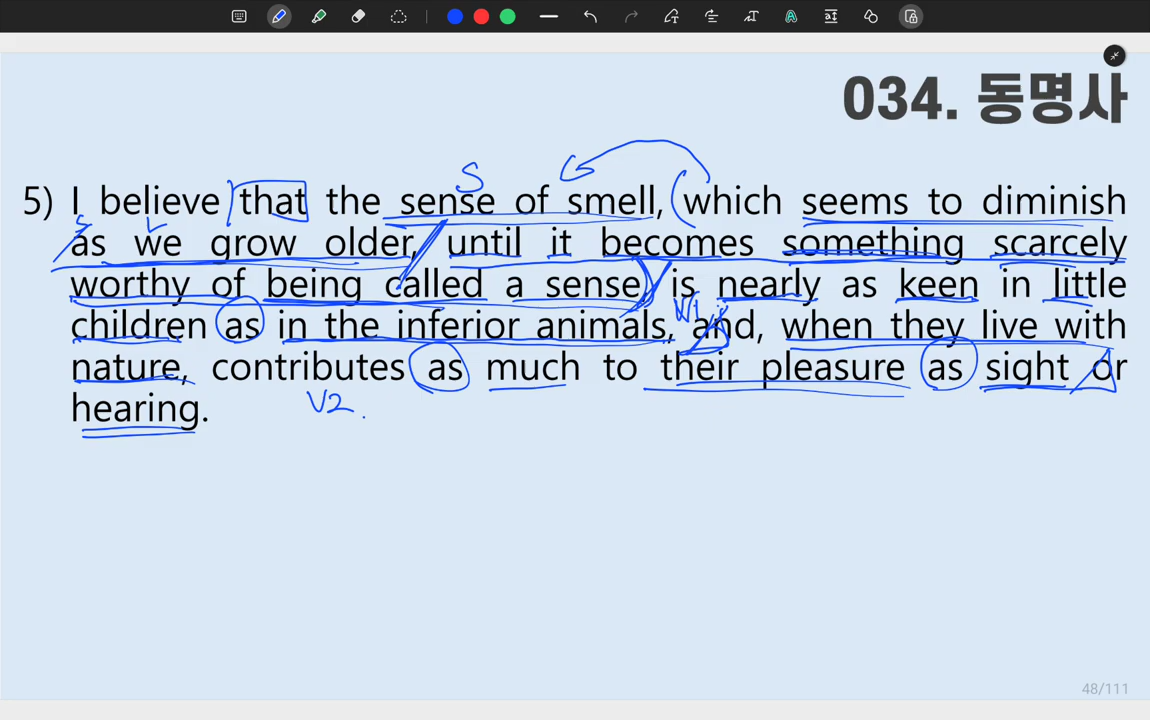 034. 동명사
S
5) I believe that the sense of smell, which seems to diminish
S V
as we grow older, until it becomes something scarcely
worthy of being called a sense, is nearly as keen in little
V1
children as in the inferior animals, and, when they live with
nature, contributes as much to their pleasure as sight or
hearing.
V2
48/111